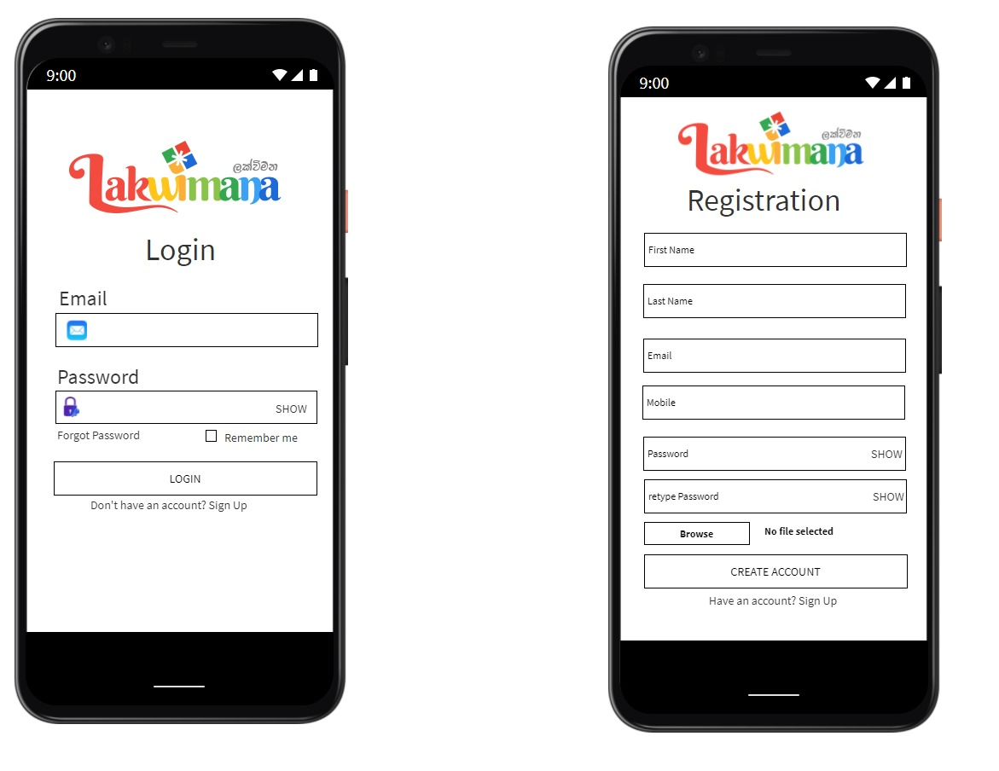 9:00
ලක්විමන
Lakwimana
Login
Email
Password
SHOW
Forgot Password
Remember me
LOGIN
Don't have an account? Sign Up
9:00
ලක්විමන
Lakwimana
Registration
First Name
Last Name
Email
Mobile
Password
SHOW
retype Password
SHOW
Browse
No file selected
CREATE ACCOUNT
Have an account? Sign Up